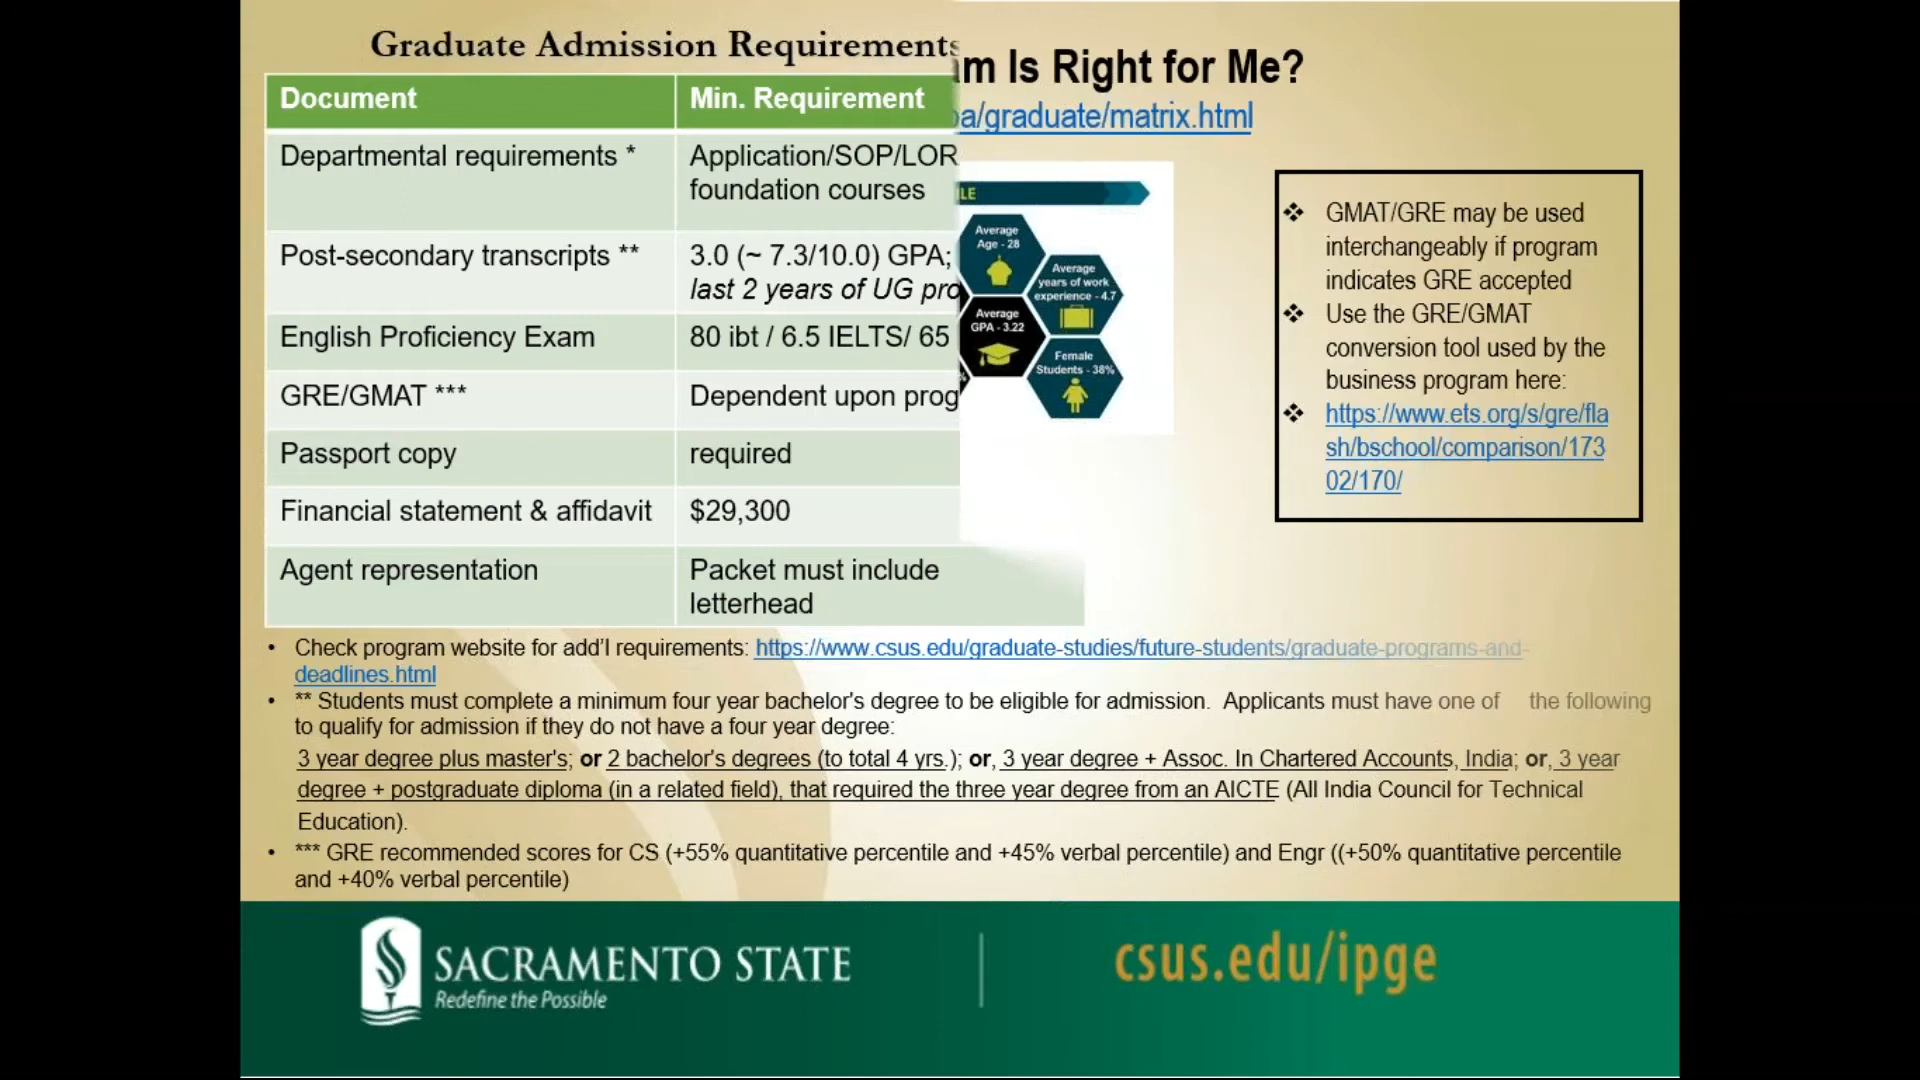 Graduate Admission Requirements
m Is Right for Me?
a/graduate/matrix.html
Document
Min. Requirement
Departmental requirements *
Application/SOP/LOR
foundation courses
Post-secondary transcripts **
3.0 (~ 7.3/10.0) GPA;
last 2 years of UG pro
English Proficiency Exam
80 ibt / 6.5 IELTS/ 65
GRE/GMAT ***
Dependent upon prog
Passport copy
required
Financial statement & affidavit
$29,300
Agent representation
Packet must include
letterhead
LE
Average
Age - 28
Average
years of work
experience - 4.7
Average
GPA - 3.22
Female
Students - 38%
%
❖ GMAT/GRE may be used
interchangeably if program
indicates GRE accepted
❖ Use the GRE/GMAT
conversion tool used by the
business program here:
❖ https://www.ets.org/s/gre/fla
sh/bschool/comparison/173
02/170/
• Check program website for add'l requirements: https://www.csus.edu/graduate-studies/future-students/graduate-programs-and-
deadlines.html
• ** Students must complete a minimum four year bachelor's degree to be eligible for admission. Applicants must have one of the following
to qualify for admission if they do not have a four year degree:
3 year degree plus master's; or 2 bachelor's degrees (to total 4 yrs.); or, 3 year degree + Assoc. In Chartered Accounts, India; or, 3 year
degree + postgraduate diploma (in a related field), that required the three year degree from an AICTE (All India Council for Technical
Education).
• *** GRE recommended scores for CS (+55% quantitative percentile and +45% verbal percentile) and Engr ((+50% quantitative percentile
and +40% verbal percentile)
SACRAMENTO STATE
Redefine the Possible
csus.edu/ipge